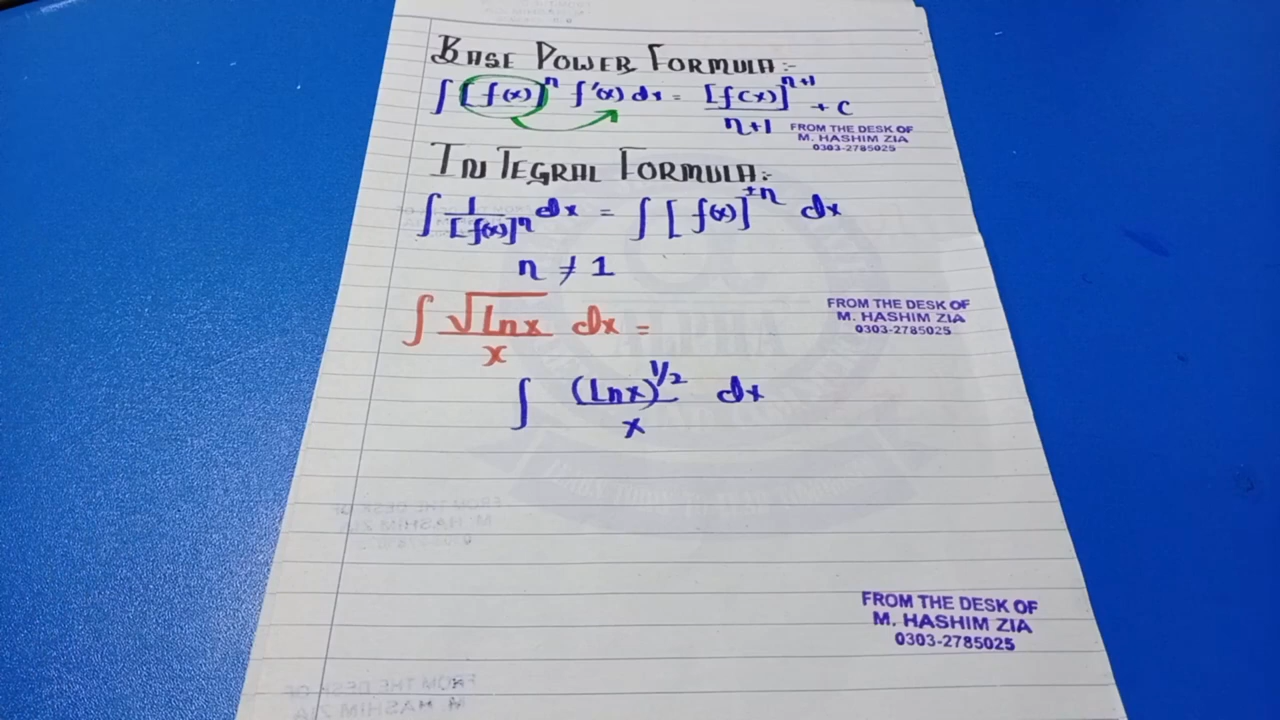 BASE POWER FORMULA:-
∫ [f(x)]^n f'(x) dx = [f(x)]^{n+1} / n+1 + c
FROM THE DESK OF
M. HASHIM ZIA
0303-2785025
INTEGRAL FORMULA:-
∫ 1/[f(x)]^n dx = ∫ [f(x)]^{±n} dx
n ≠ 1
∫ √Lnx / x dx =
FROM THE DESK OF
M. HASHIM ZIA
0303-2785025
∫ (Lnx)^{1/2} / x dx
FROM THE DESK OF
M. HASHIM ZIA
0303-2785025